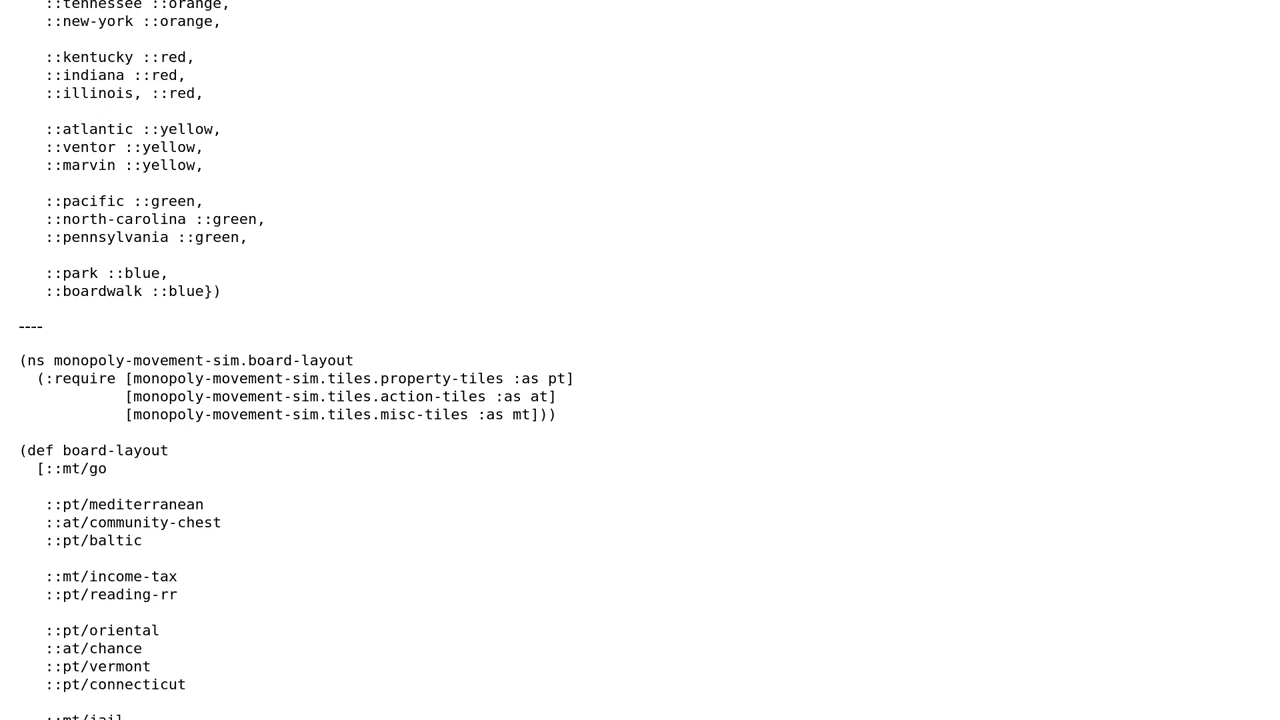 ::tennessee ::orange,
::new-york ::orange,
::kentucky ::red,
::indiana ::red,
::illinois, ::red,
::atlantic ::yellow,
::ventor ::yellow,
::marvin ::yellow,
::pacific ::green,
::north-carolina ::green,
::pennsylvania ::green,
::park ::blue,
::boardwalk ::blue})
----
(ns monopoly-movement-sim.board-layout
(:require [monopoly-movement-sim.tiles.property-tiles :as pt]
[monopoly-movement-sim.tiles.action-tiles :as at]
[monopoly-movement-sim.tiles.misc-tiles :as mt]))
(def board-layout
[::mt/go
::pt/mediterranean
::at/community-chest
::pt/baltic
::mt/income-tax
::pt/reading-rr
::pt/oriental
::at/chance
::pt/vermont
::pt/connecticut
::mt/jail